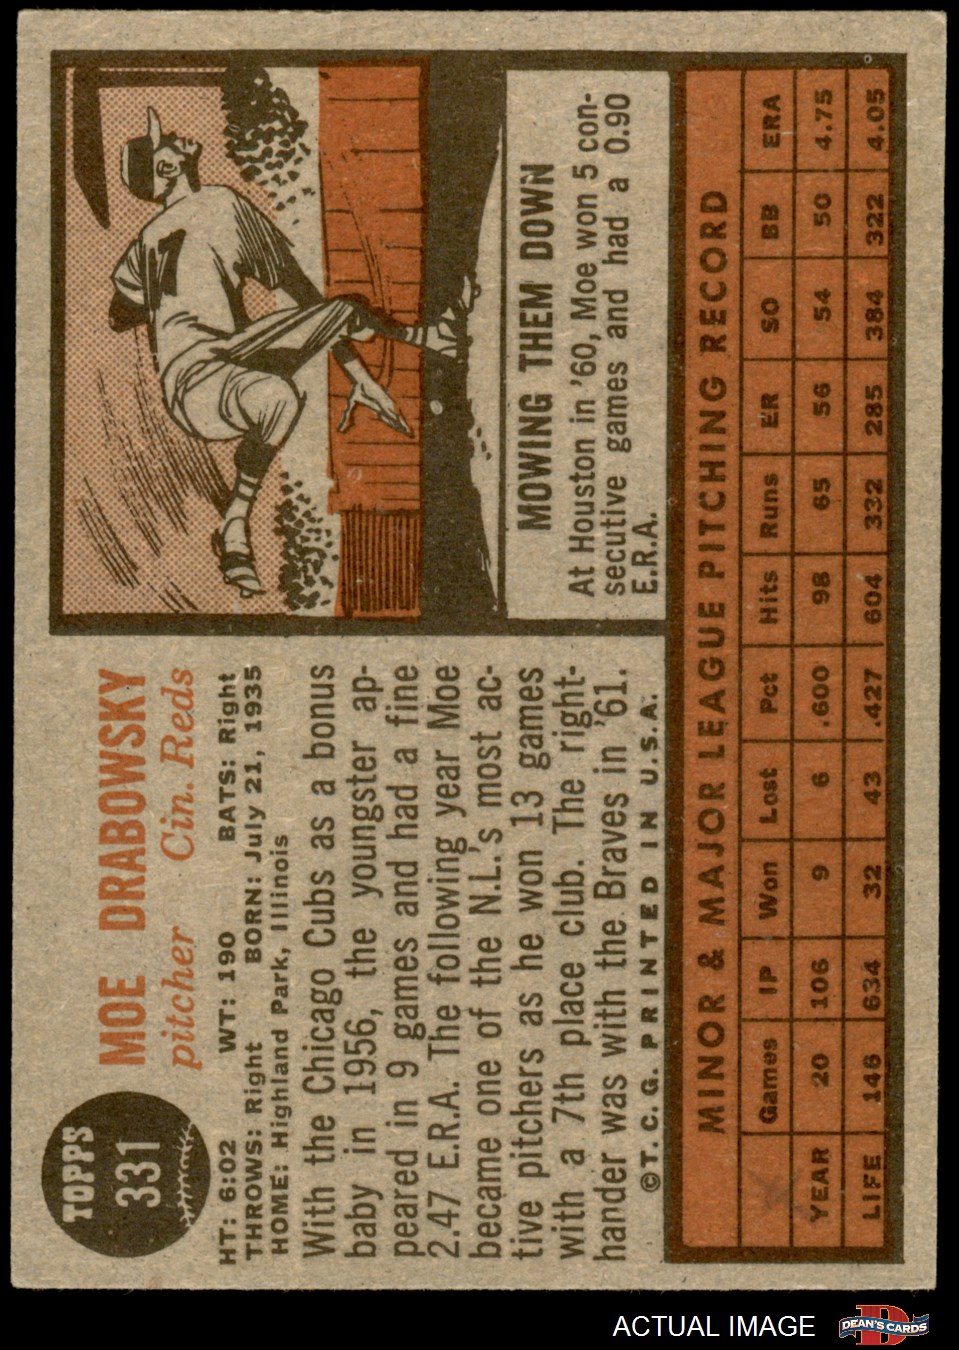 TOPPS
331
MOE DRABOWSKY
pitcher Cin. Reds
HT: 6:02 WT: 190 BATS: Right
THROWS: Right BORN: July 21, 1935
HOME: Highland Park, Illinois
With the Chicago Cubs as a bonus
baby in 1956, the youngster ap-
peared in 9 games and had a fine
2.47 E.R.A. The following year Moe
became one of the N.L.'s most ac-
tive pitchers as he won 13 games
with a 7th place club. The right-
hander was with the Braves in '61.
©T.C.G. PRINTED IN U.S.A.
MOWING THEM DOWN
At Houston in '60, Moe won 5 con-
secutive games and had a 0.90
E.R.A.
MINOR & MAJOR LEAGUE PITCHING RECORD
Games IP Won Lost Pct Hits Runs ER SO BB ERA
YEAR 20 106 9 6 .600 98 65 56 54 50 4.75
LIFE 146 634 32 43 .427 604 332 285 384 322 4.05
ACTUAL IMAGE
DEAN'S CARDS